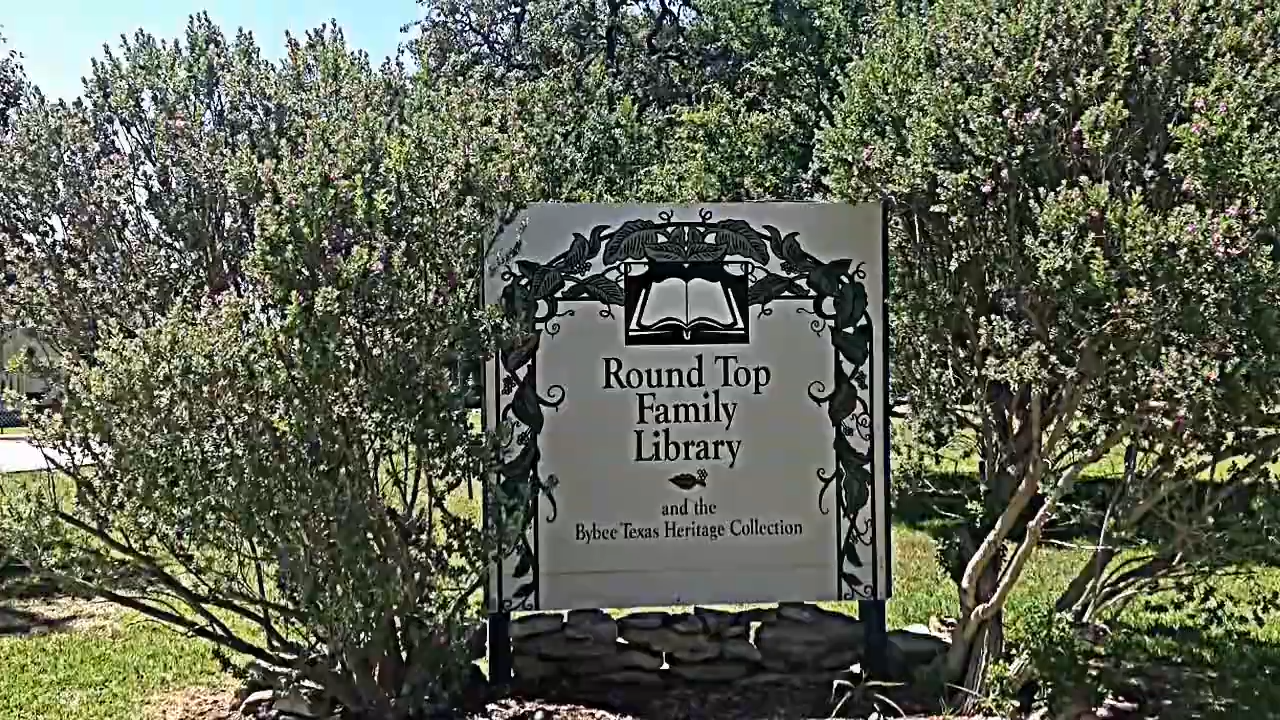 Round Top
Family
Library
and the
Bybee Texas Heritage Collection